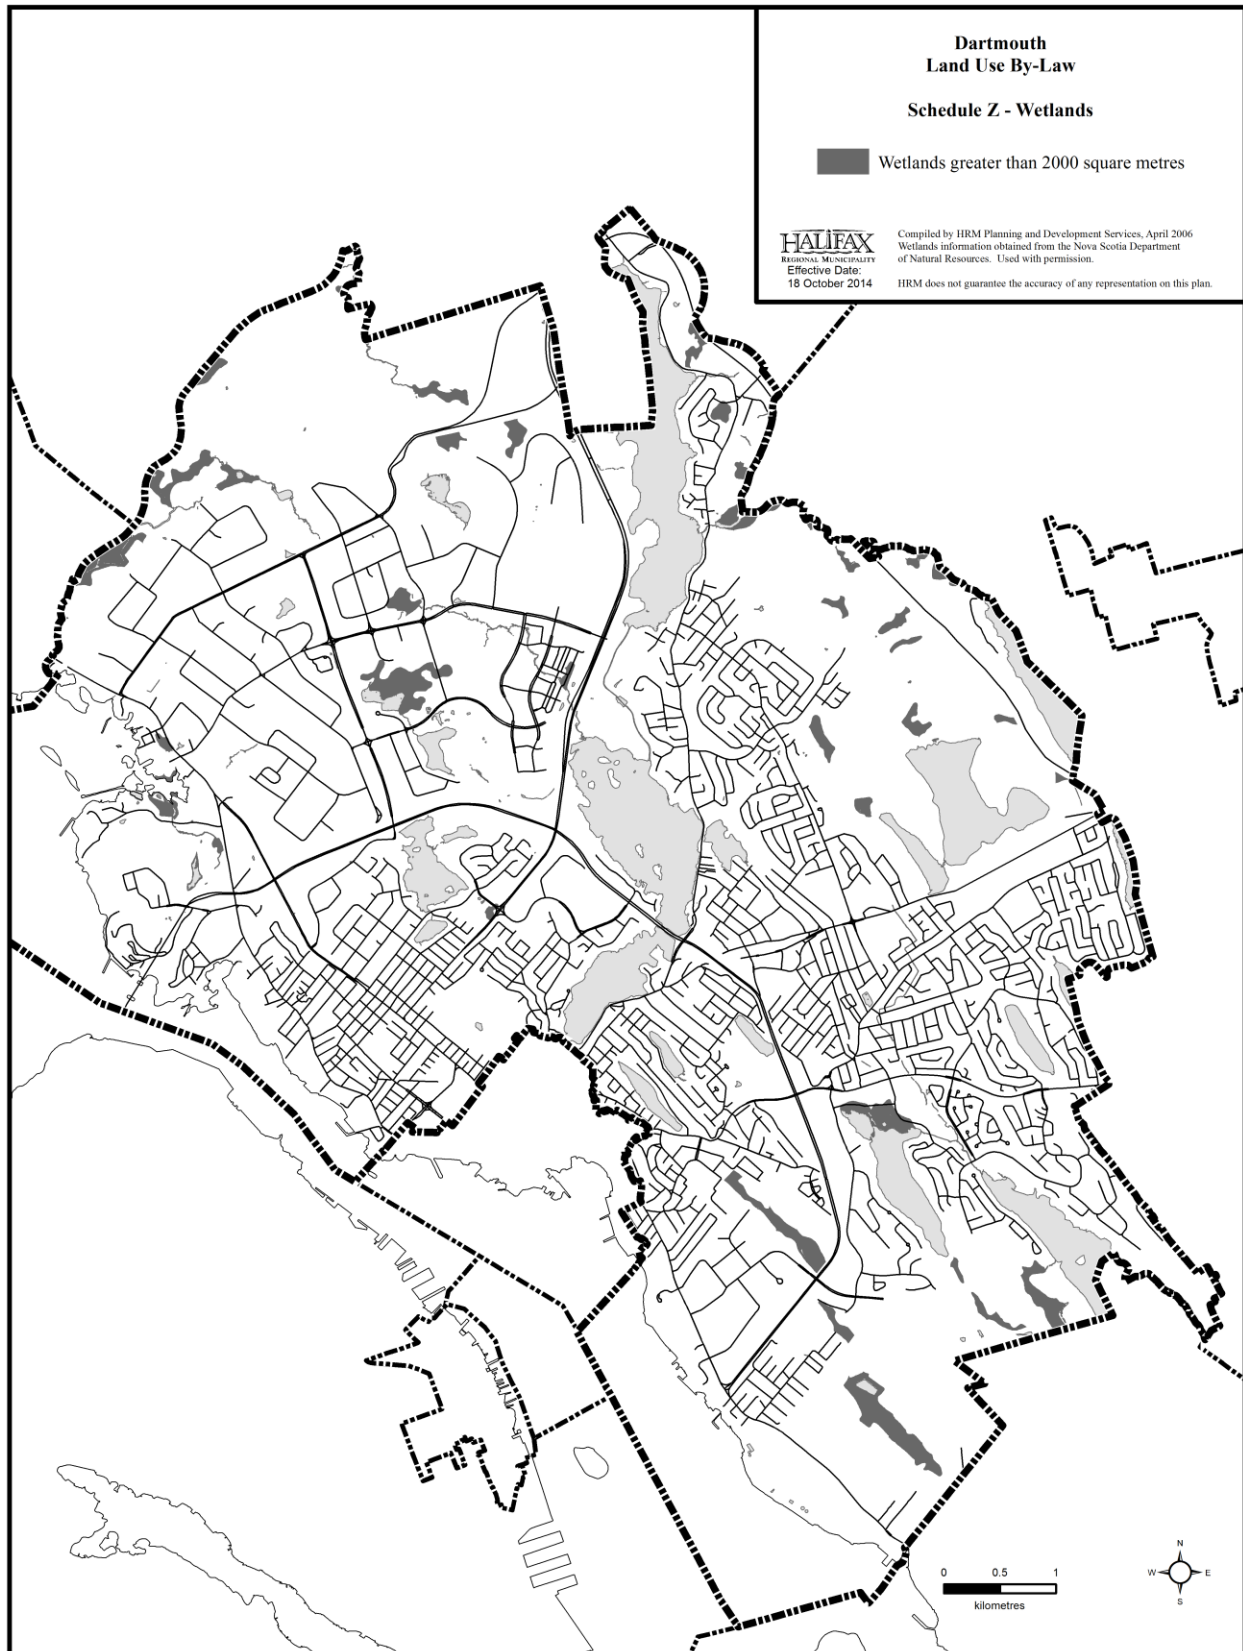 Dartmouth
Land Use By-Law
Schedule Z - Wetlands
Wetlands greater than 2000 square metres
HALIFAX
REGIONAL MUNICIPALITY
Effective Date:
18 October 2014
Compiled by HRM Planning and Development Services, April 2006
Wetlands information obtained from the Nova Scotia Department
of Natural Resources. Used with permission.
HRM does not guarantee the accuracy of any representation on this plan.
0 0.5 1
kilometres
N
W E
S